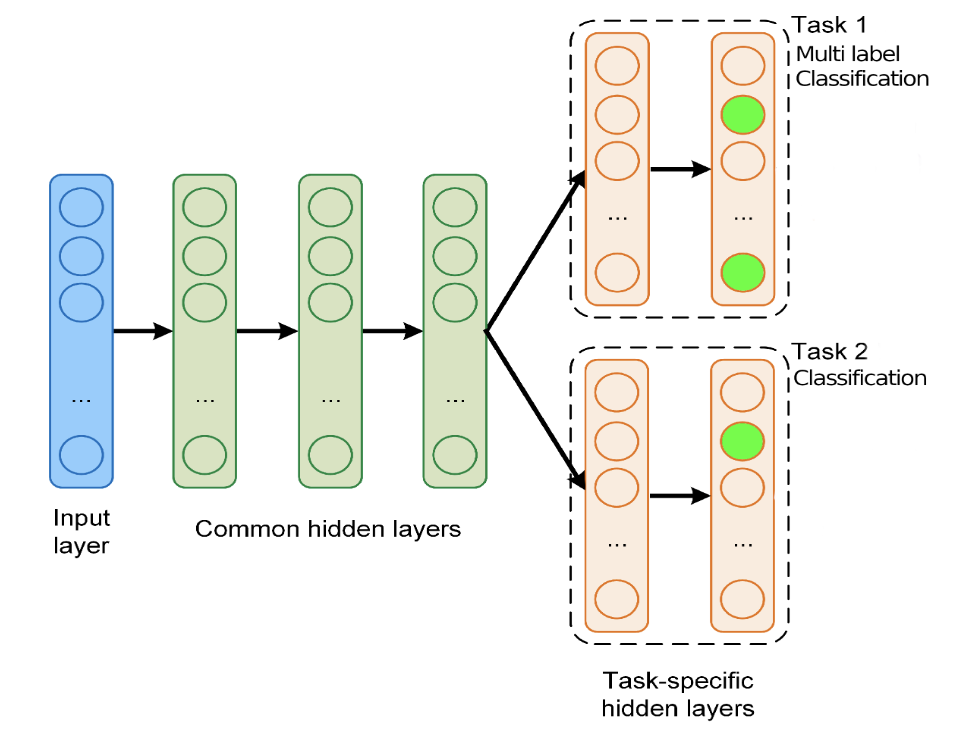 Task 1
Multi label
Classification
...
...
Task 2
Classification
...
...
...
...
...
...
Input
layer
Common hidden layers
Task-specific
hidden layers